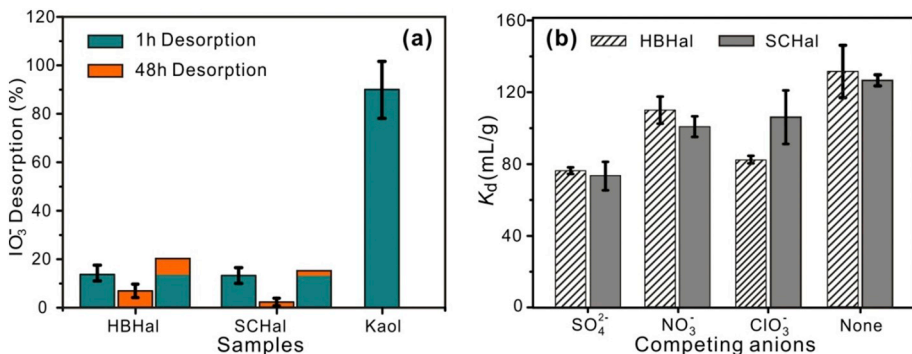 (a)
1h Desorption
48h Desorption
IO₃⁻ Desorption (%)
120
100
80
60
40
20
0
HBHal SCHal Kaol
Samples
(b)
HBHal SCHal
Kd(mL/g)
160
120
80
40
0
SO₄²⁻ NO₃⁻ ClO₃⁻ None
Competing anions